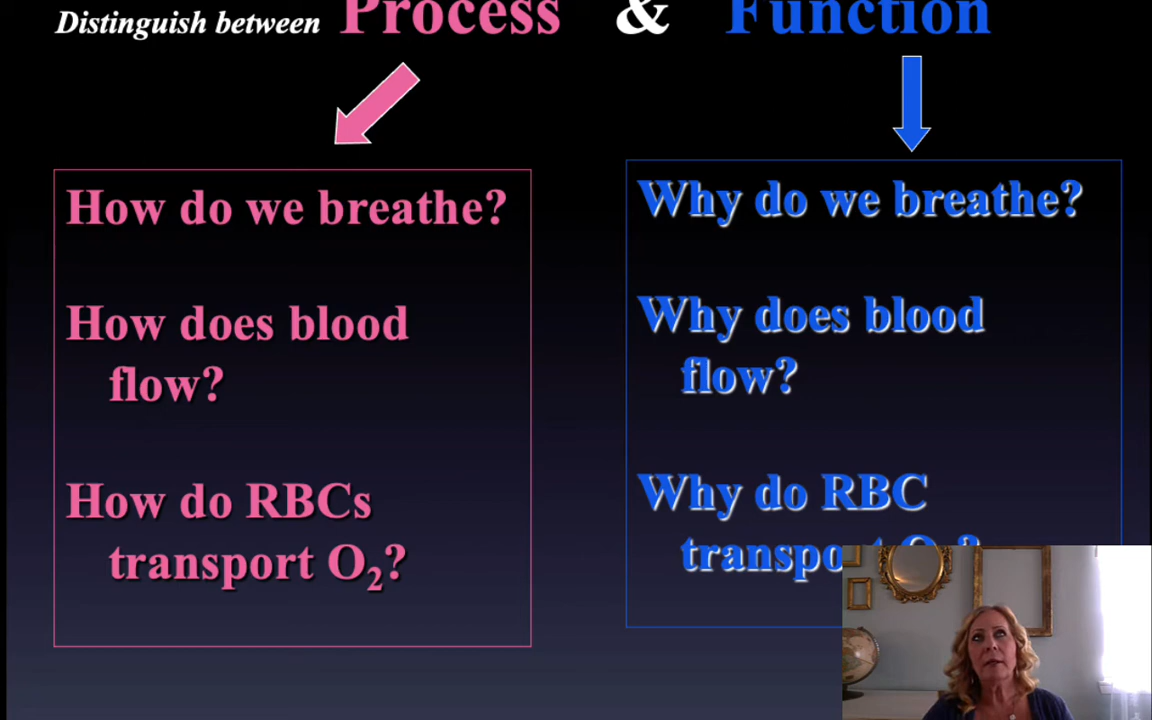 Distinguish between Process & Function
How do we breathe?
How does blood
flow?
How do RBCs
transport O₂?
Why do we breathe?
Why does blood
flow?
Why do RBC